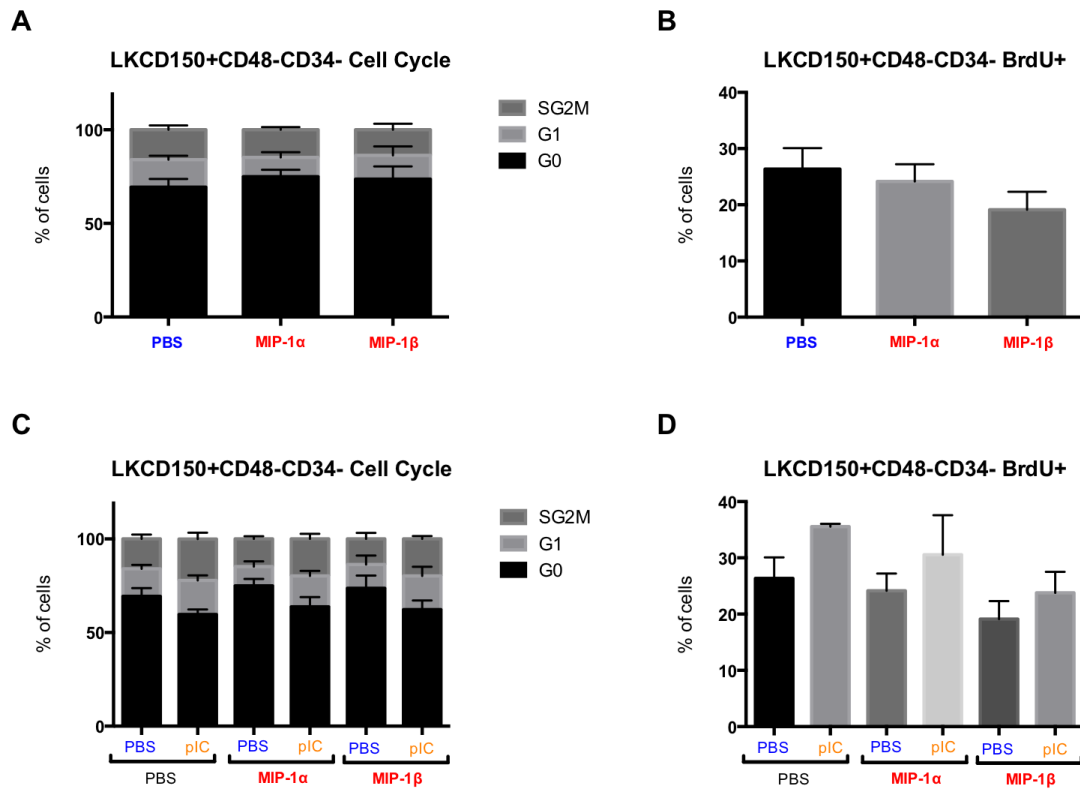 A
LKCD150+CD48-CD34- Cell Cycle
% of cells
100
50
0
PBS
MIP-1α
MIP-1β
SG2M
G1
G0
B
LKCD150+CD48-CD34- BrdU+
% of cells
40
30
20
10
0
PBS
MIP-1α
MIP-1β
C
LKCD150+CD48-CD34- Cell Cycle
% of cells
100
50
0
PBS pIC PBS pIC PBS pIC
PBS MIP-1α MIP-1β
SG2M
G1
G0
D
LKCD150+CD48-CD34- BrdU+
% of cells
40
30
20
10
0
PBS pIC PBS pIC PBS pIC
PBS MIP-1α MIP-1β